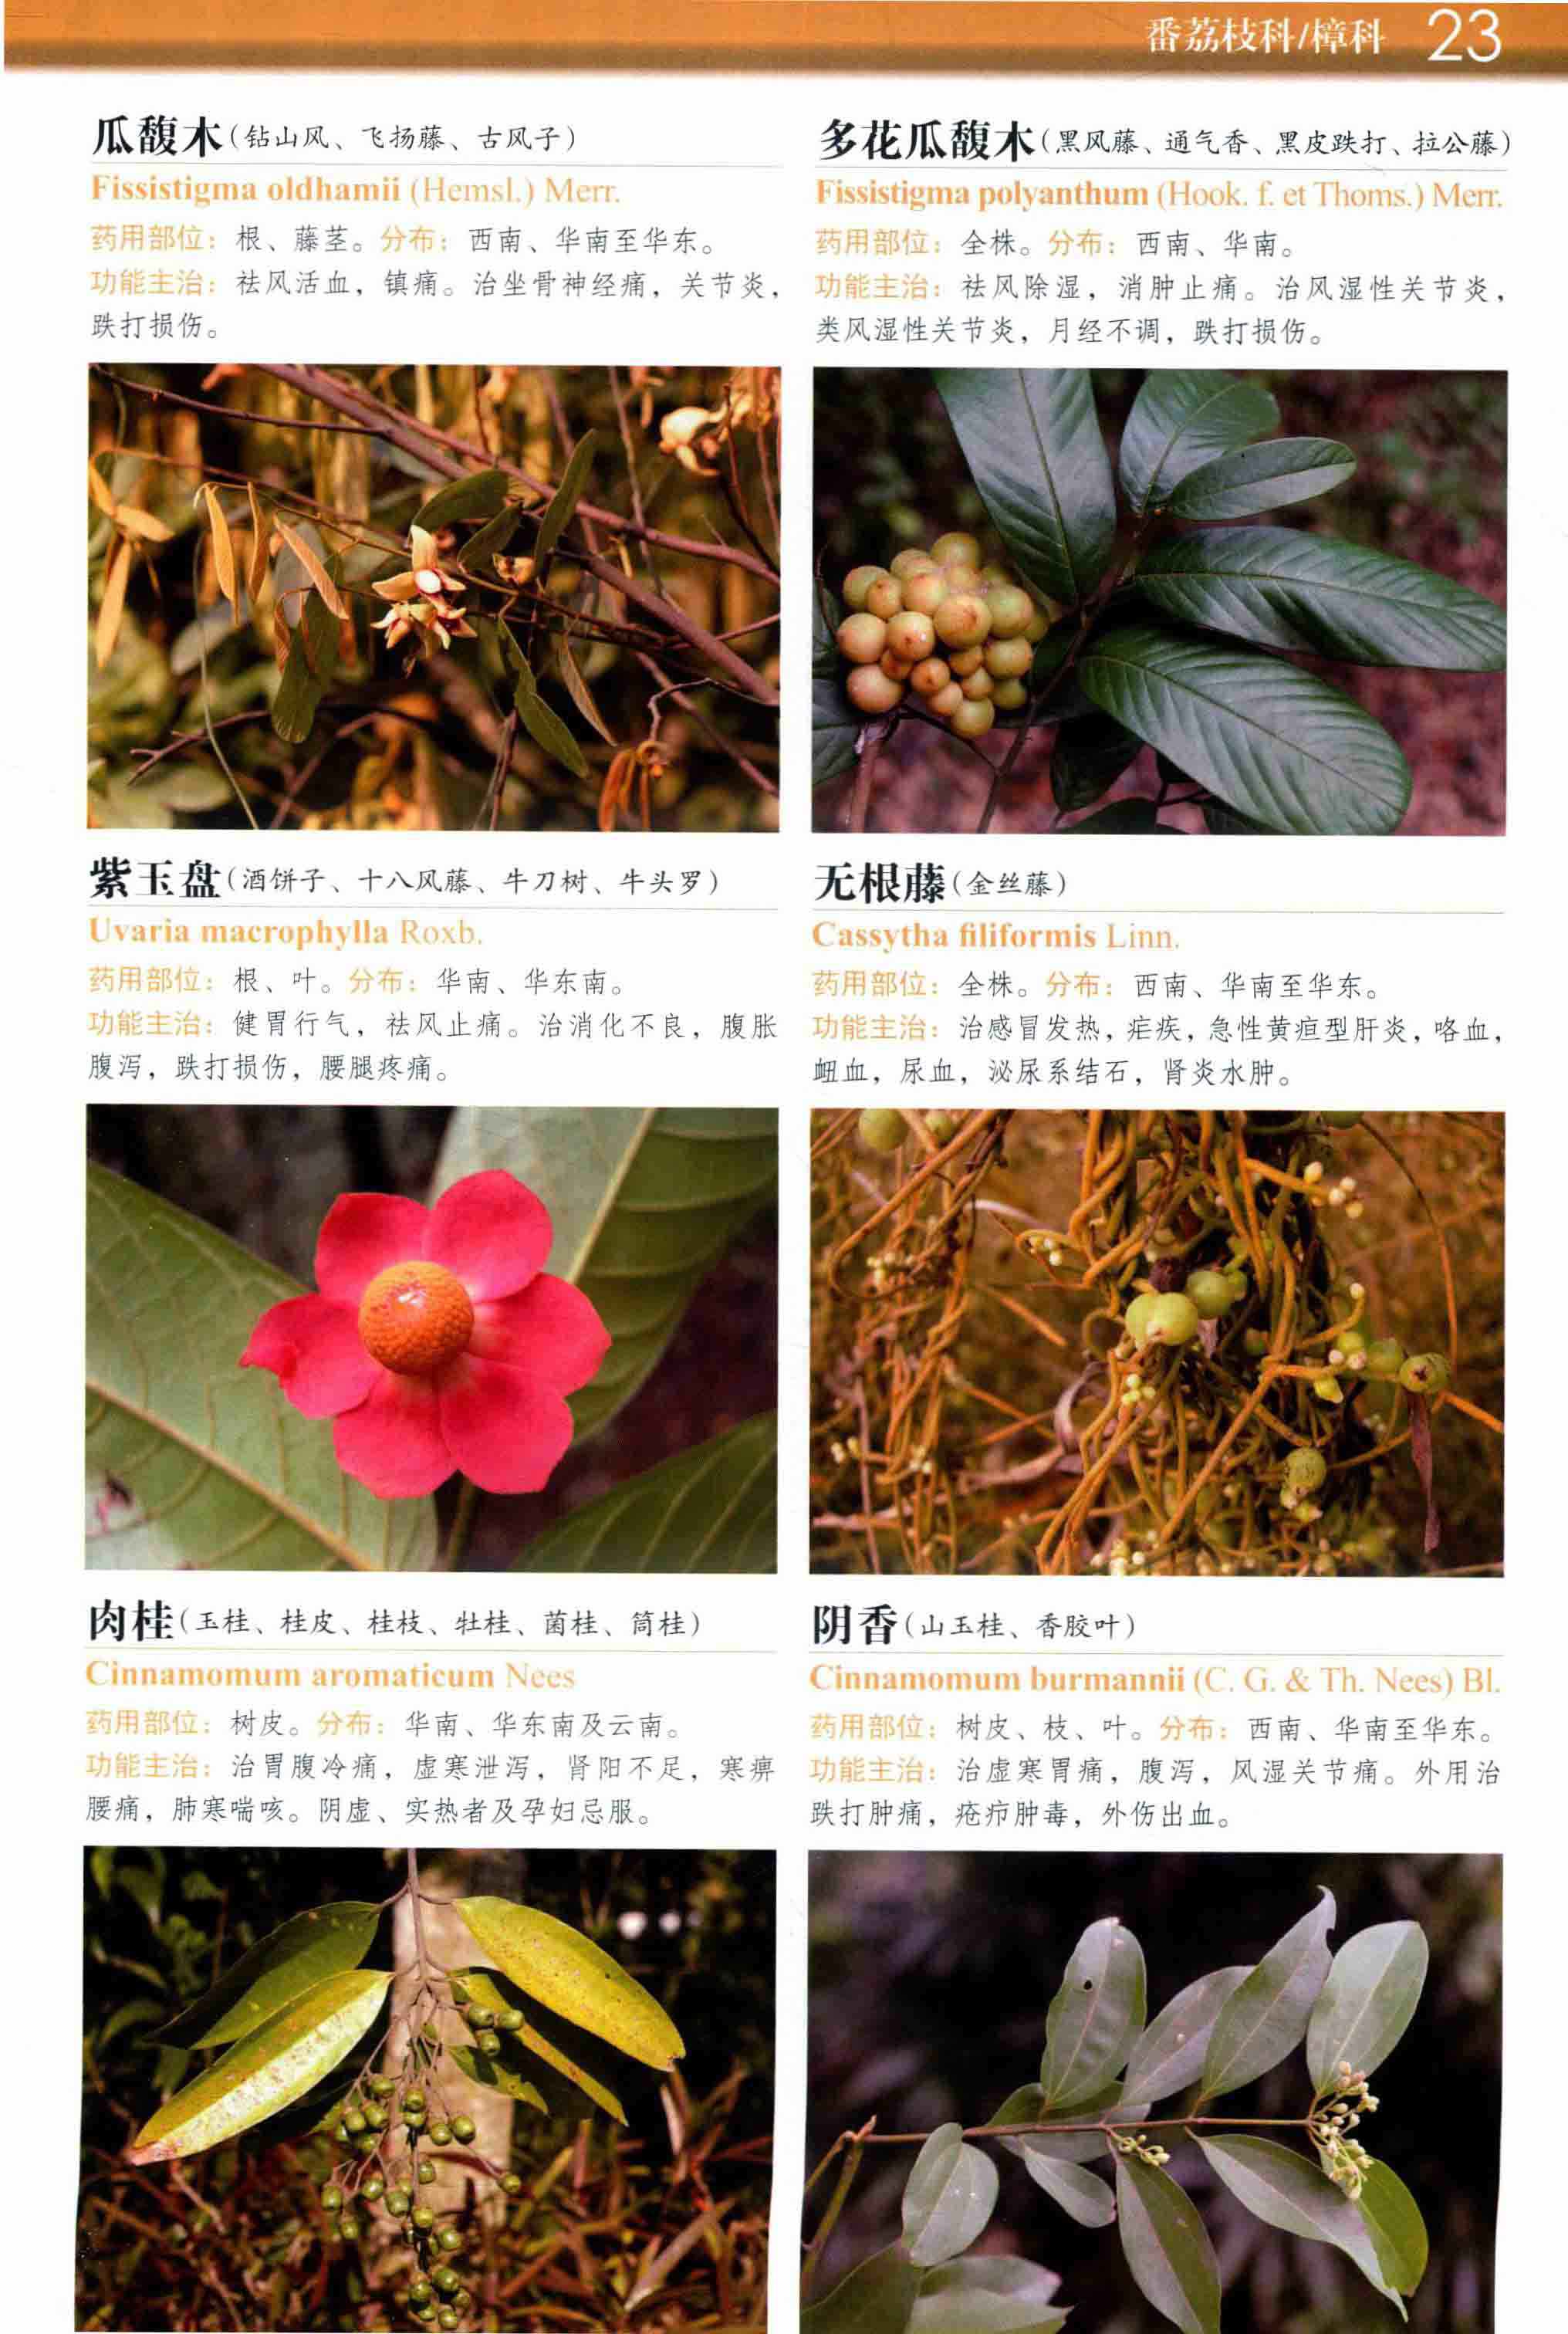 番荔枝科/樟科 23
瓜馥木(钻山风、飞扬藤、古风子)
Fissistigma oldhamii (Hemsl.) Merr.
药用部位：根、藤茎。分布：西南、华南至华东。
功能主治：祛风活血，镇痛。治坐骨神经痛，关节炎，
跌打损伤。
多花瓜馥木(黑风藤、通气香、黑皮跌打、拉公藤)
Fissistigma polyanthum (Hook. f. et Thoms.) Merr.
药用部位：全株。分布：西南、华南。
功能主治：祛风除湿，消肿止痛。治风湿性关节炎，
类风湿性关节炎，月经不调，跌打损伤。
紫玉盘(酒饼子、十八风藤、牛刀树、牛头罗)
Uvaria macrophylla Roxb.
药用部位：根、叶。分布：华南、华东南。
功能主治：健胃行气，祛风止痛。治消化不良，腹胀
腹泻，跌打损伤，腰腿疼痛。
无根藤(金丝藤)
Cassytha filiformis Linn.
药用部位：全株。分布：西南、华南至华东。
功能主治：治感冒发热，疟疾，急性黄疸型肝炎，咯血，
衄血，尿血，泌尿系结石，肾炎水肿。
肉桂(玉桂、桂皮、桂枝、牡桂、菌桂、筒桂)
Cinnamomum aromaticum Nees
药用部位：树皮。分布：华南、华东南及云南。
功能主治：治胃腹冷痛，虚寒泄泻，肾阳不足，寒痹
腰痛，肺寒喘咳。阴虚、实热者及孕妇忌服。
阴香(山玉桂、香胶叶)
Cinnamomum burmannii (C. G. & Th. Nees) Bl.
药用部位：树皮、枝、叶。分布：西南、华南至华东。
功能主治：治虚寒胃痛，腹泻，风湿关节痛。外用治
跌打肿痛，疮疖肿毒，外伤出血。